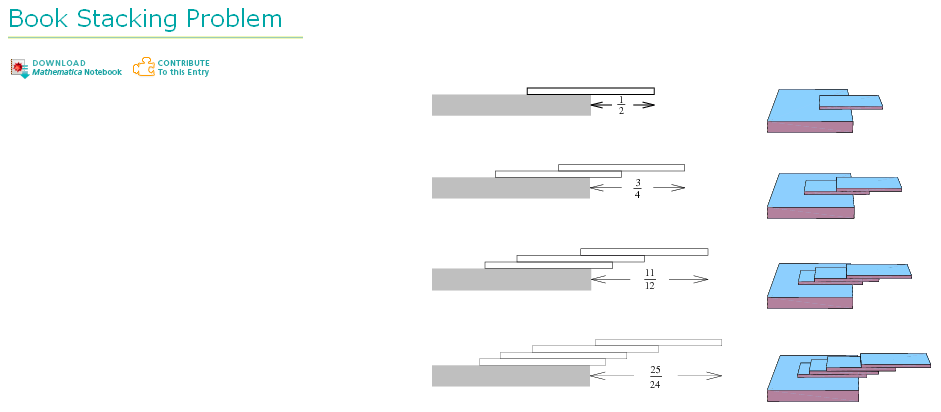 Book Stacking Problem
DOWNLOAD
Mathematica Notebook
CONTRIBUTE
To this Entry
1
2
3
4
11
12
25
24